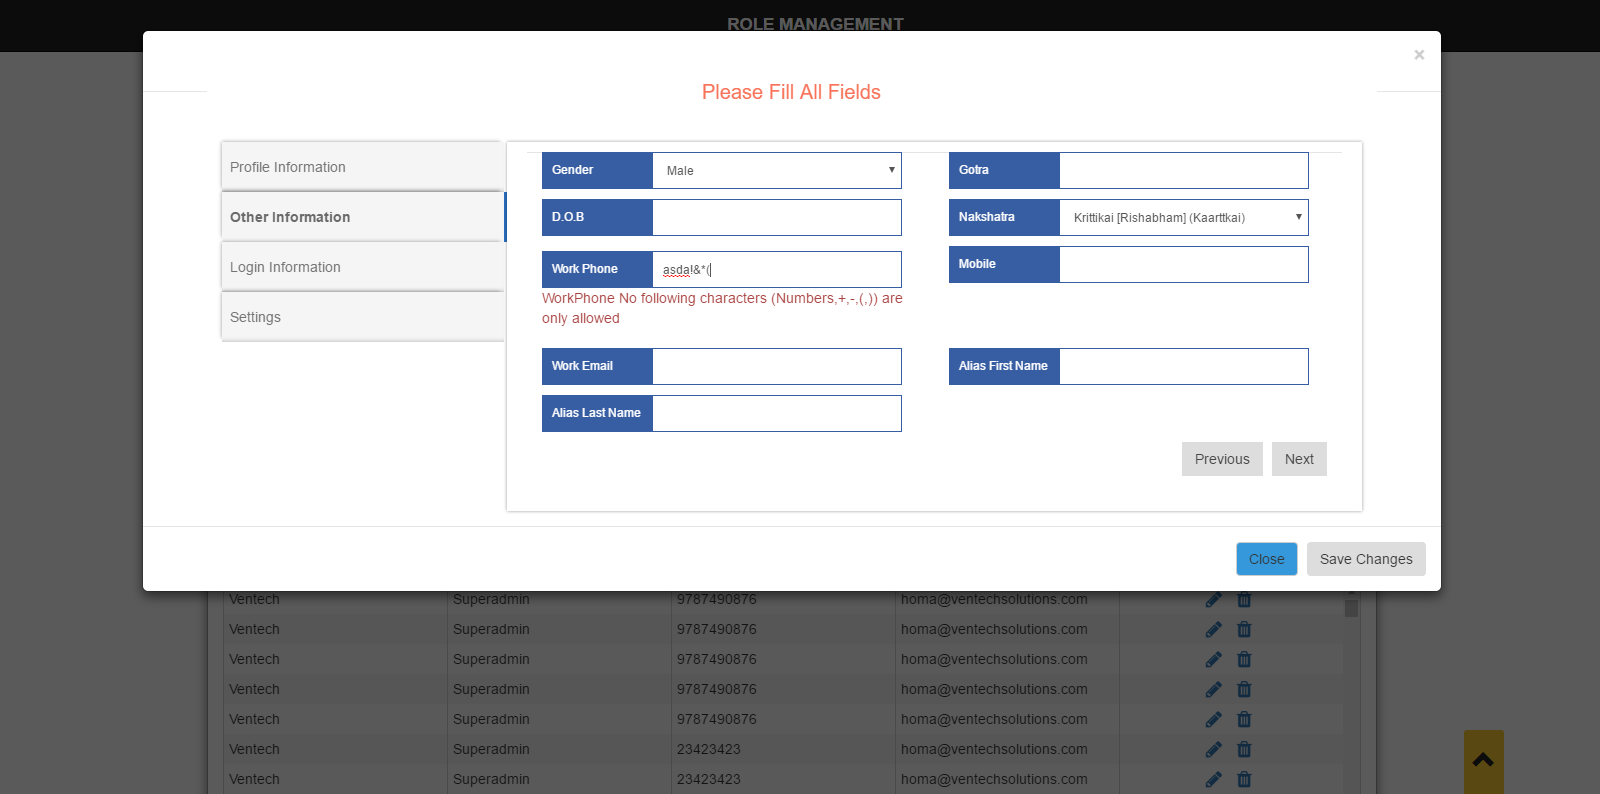 ROLE MANAGEMENT
×
Please Fill All Fields
Profile Information
Other Information
Login Information
Settings
Gender Male
Gotra
D.O.B
Nakshatra Krittikai [Rishabham] (Kaarttkai)
Work Phone asda!&*(
Mobile
WorkPhone No following characters (Numbers,+,-,(,)) are
only allowed
Work Email
Alias First Name
Alias Last Name
Previous Next
Close Save Changes
Ventech Superadmin 9787490876 homa@ventechsolutions.com
Ventech Superadmin 9787490876 homa@ventechsolutions.com
Ventech Superadmin 9787490876 homa@ventechsolutions.com
Ventech Superadmin 9787490876 homa@ventechsolutions.com
Ventech Superadmin 9787490876 homa@ventechsolutions.com
Ventech Superadmin 23423423 homa@ventechsolutions.com
Ventech Superadmin 23423423 homa@ventechsolutions.com